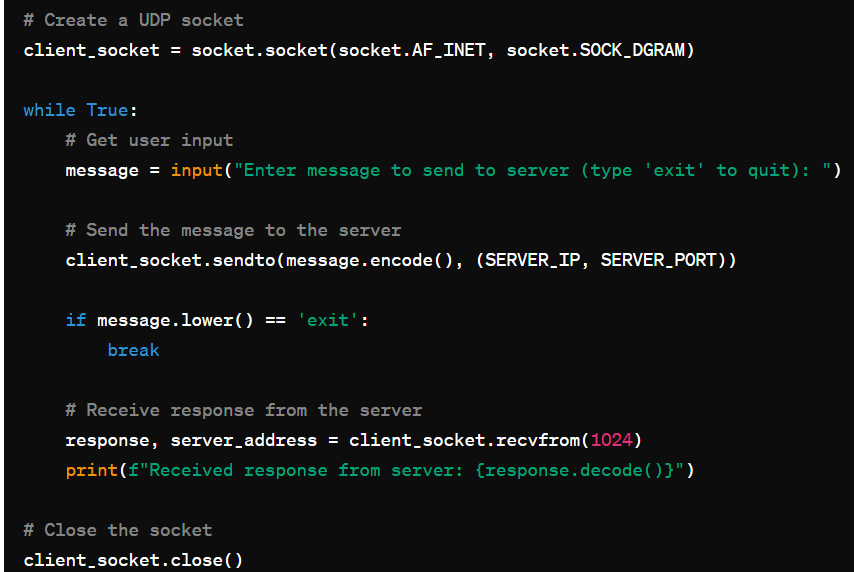 # Create a UDP socket
client_socket = socket.socket(socket.AF_INET, socket.SOCK_DGRAM)
while True:
# Get user input
message = input("Enter message to send to server (type 'exit' to quit): ")
# Send the message to the server
client_socket.sendto(message.encode(), (SERVER_IP, SERVER_PORT))
if message.lower() == 'exit':
break
# Receive response from the server
response, server_address = client_socket.recvfrom(1024)
print(f"Received response from server: {response.decode()}")
# Close the socket
client_socket.close()